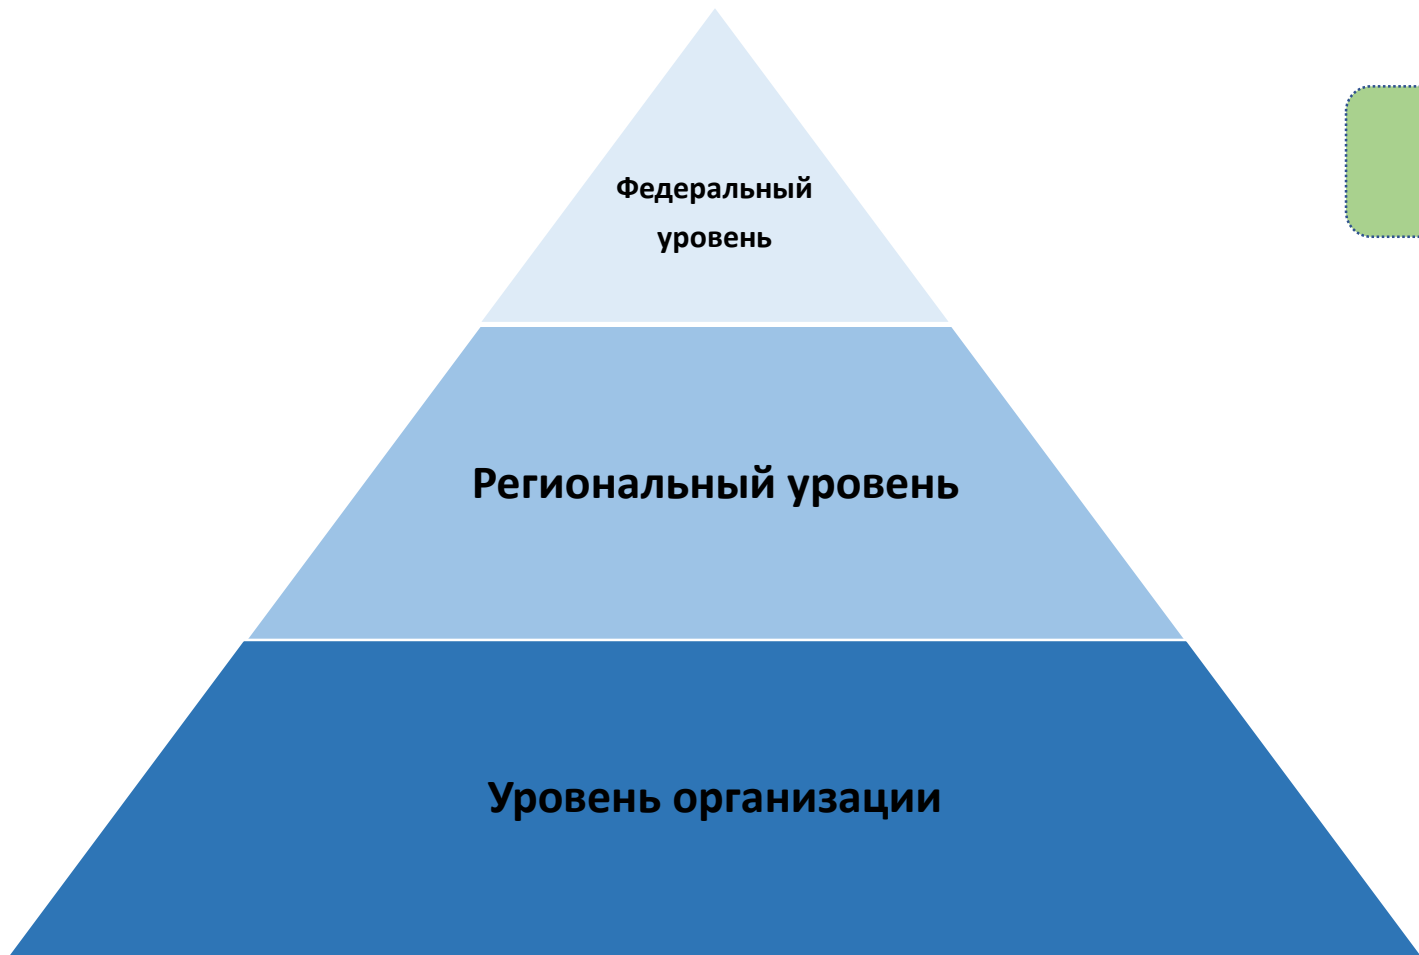 Федеральный
уровень
Региональный уровень
Уровень организации